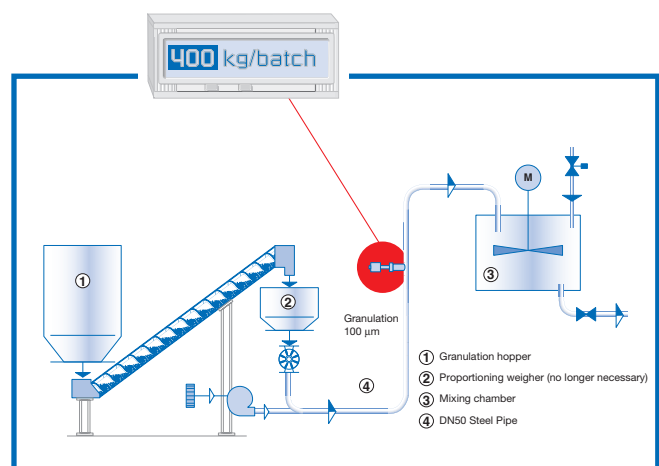 400 kg/batch
M
1
2
3
Granulation
100 µm
4
1 Granulation hopper
2 Proportioning weigher (no longer necessary)
3 Mixing chamber
4 DN50 Steel Pipe